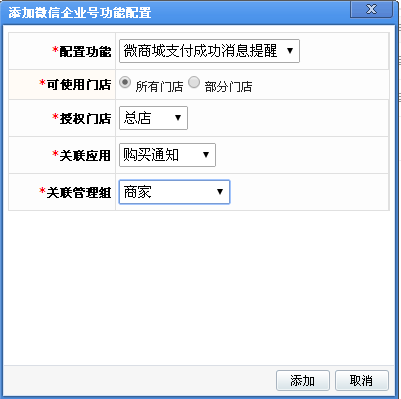 添加微信企业号功能配置 X
*配置功能 微商城支付成功消息提醒
*可使用门店 所有门店 部分门店
*授权门店 总店
*关联应用 购买通知
*关联管理组 商家
添加 取消